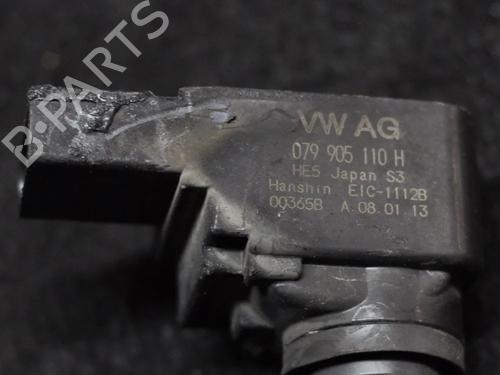 B-PARTS
VW AG
079 905 110 H
HES Japan S3
Hanshin EIC-1112B
00365B A.08.01.13